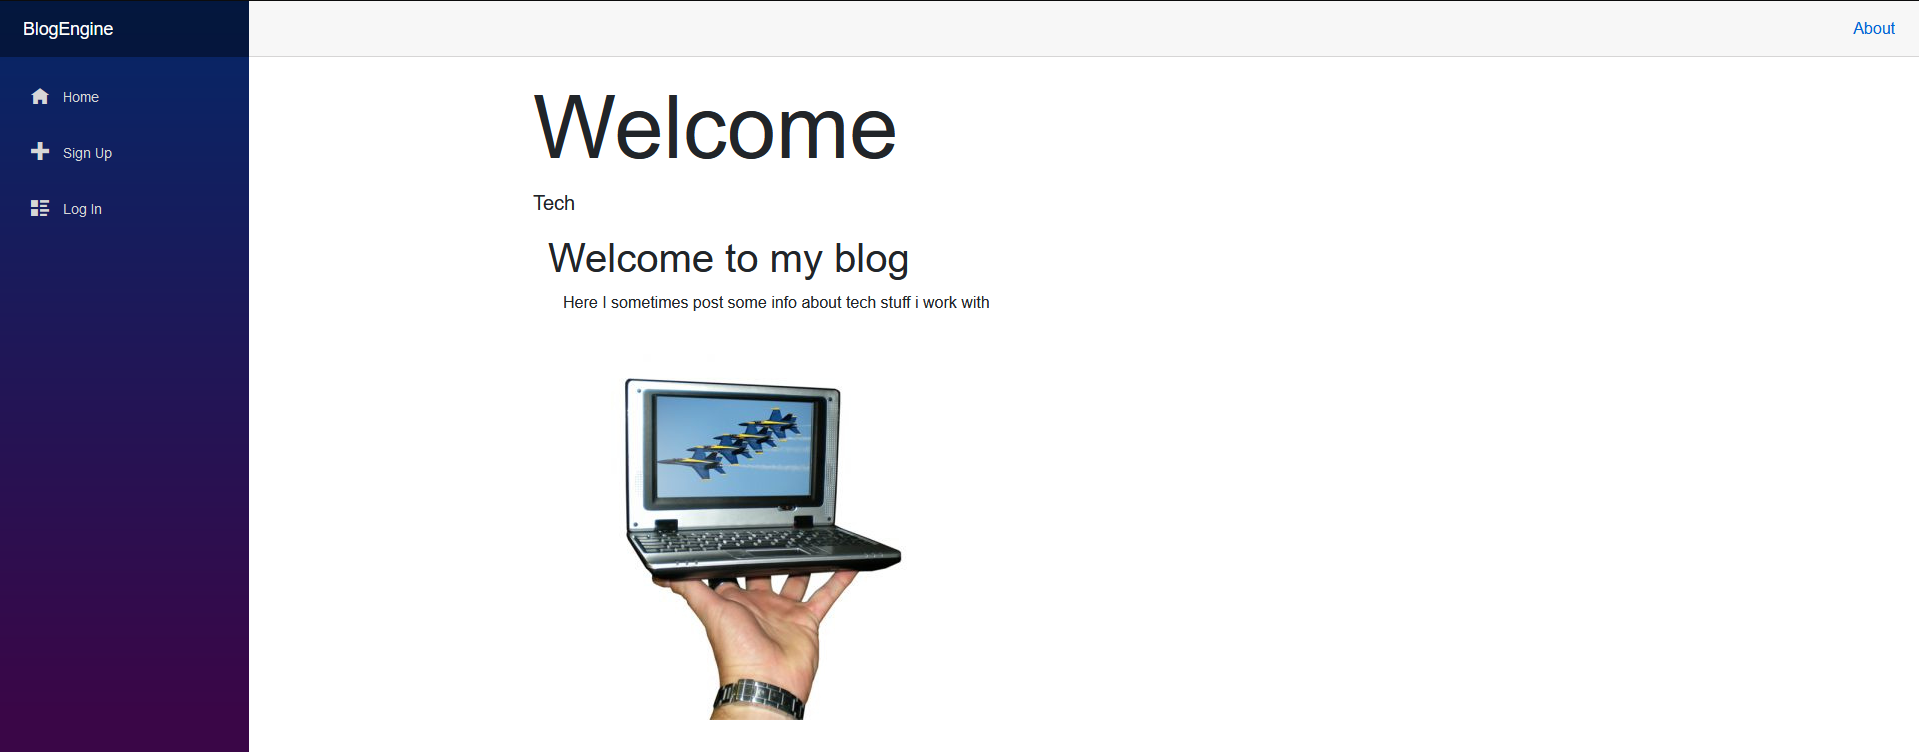 BlogEngine
About
Home
Sign Up
Log In
Welcome
Tech
Welcome to my blog
Here I sometimes post some info about tech stuff i work with